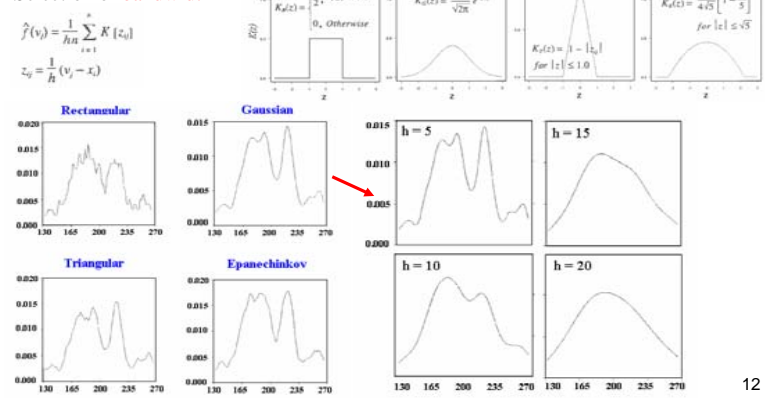 f̂(vⱼ) = 1/hn Σ K [zᵢⱼ]
i = 1
zᵢⱼ = 1/h (vⱼ − xᵢ)
K(z)
0, Otherwise
z
z
K_T(z) = 1 − |zᵢⱼ|
for |z| ≤ 1.0
z
for |z| ≤ √5
z
Rectangular
0.020
0.015
0.010
0.005
0.000
130 165 200 235 270
Gaussian
0.015
0.010
0.005
0.000
130 165 200 235 270
h = 5
0.015
0.010
0.005
0.000
h = 15
Triangular
0.020
0.015
0.010
0.005
0.000
130 165 200 235 270
Epanechinkov
0.020
0.015
0.010
0.005
0.000
130 165 200 235 270
h = 10
130 165 200 235 270
h = 20
130 165 200 235 270
12